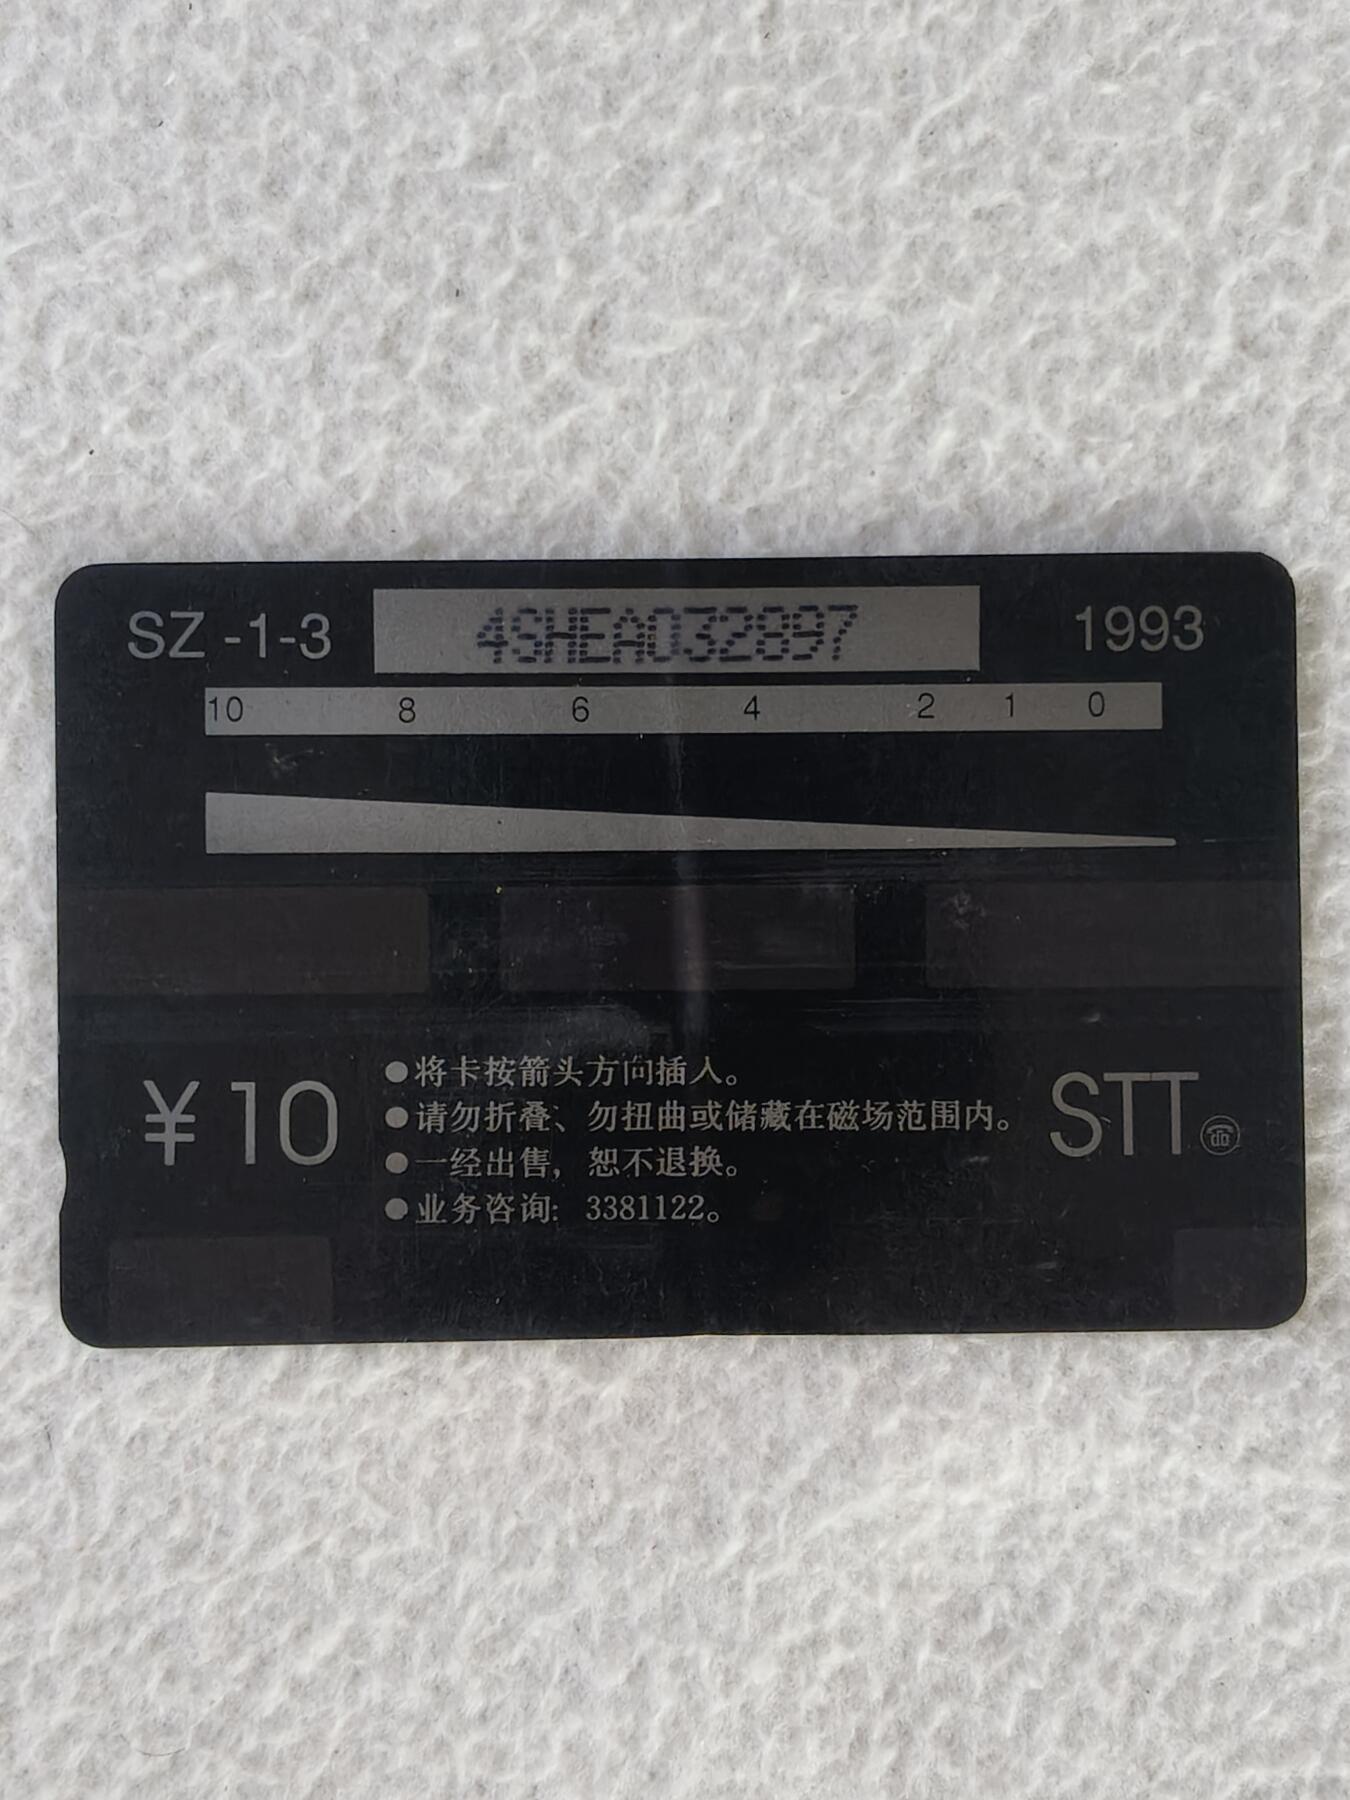 SZ -1-3
4SHEA032897
1993
10 8 6 4 2 1 0
¥10
●将卡按箭头方向插入。
●请勿折叠、勿扭曲或储藏在磁场范围内。
●一经出售，恕不退换。
●业务咨询：3381122。
STT